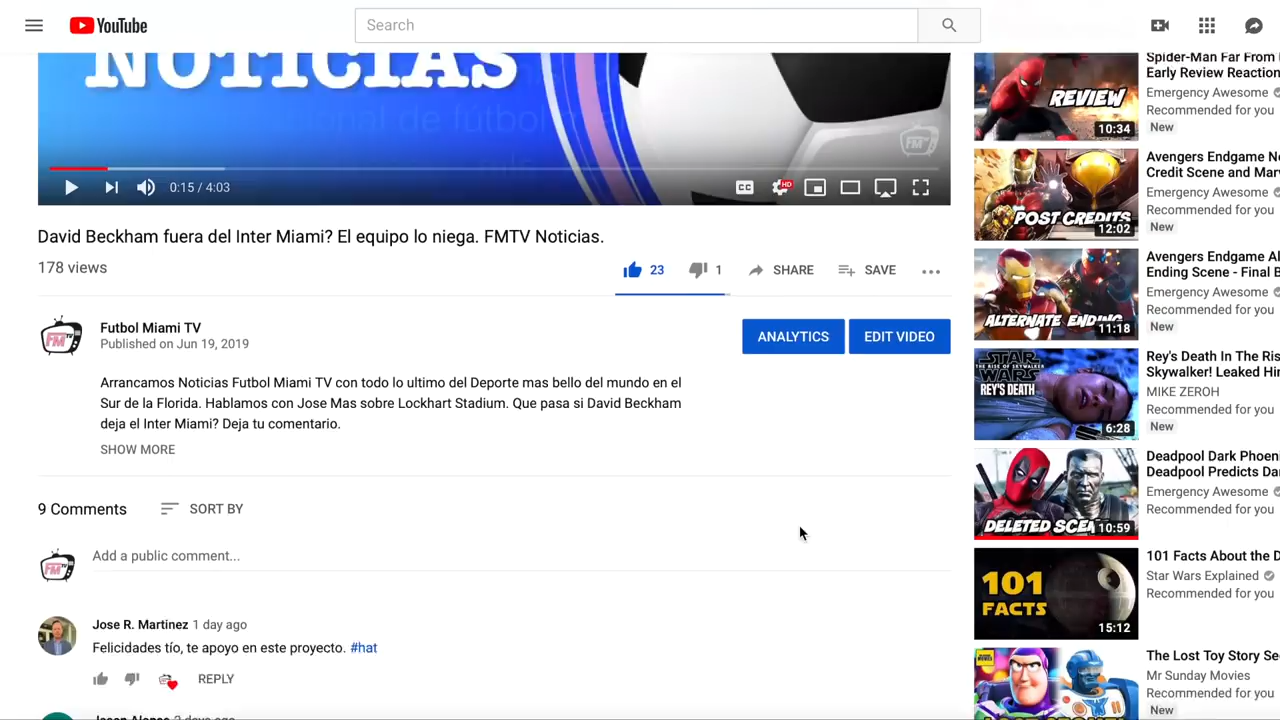 YouTube
Search
NOTICIAS
0:15 / 4:03
CC
HD
David Beckham fuera del Inter Miami? El equipo lo niega. FMTV Noticias.
178 views
23
1
SHARE
SAVE
Futbol Miami TV
Published on Jun 19, 2019
ANALYTICS
EDIT VIDEO
Arrancamos Noticias Futbol Miami TV con todo lo ultimo del Deporte mas bello del mundo en el
Sur de la Florida. Hablamos con Jose Mas sobre Lockhart Stadium. Que pasa si David Beckham
deja el Inter Miami? Deja tu comentario.
SHOW MORE
9 Comments
SORT BY
Add a public comment...
Jose R. Martinez 1 day ago
Felicidades tío, te apoyo en este proyecto. #hat
REPLY
REVIEW
10:34
Spider-Man Far From
Early Review Reaction
Emergency Awesome
Recommended for you
New
POST CREDITS
12:02
Avengers Endgame
Credit Scene and
Emergency Awesome
Recommended for you
New
ALTERNATE ENDING
11:18
Avengers Endgame
Ending Scene - Final
Emergency Awesome
Recommended for you
New
STAR WARS
THE RISE OF SKYWALKER
REY'S DEATH
6:28
Rey's Death In The
Skywalker! Leaked
MIKE ZEROH
Recommended for you
New
DELETED
10:59
Deadpool Dark
Deadpool Predicts
Emergency Awesome
Recommended for you
101
FACTS
15:12
101 Facts About the
Star Wars Explained
Recommended for you
The Lost Toy Story
Mr Sunday Movies
Recommended for you
New